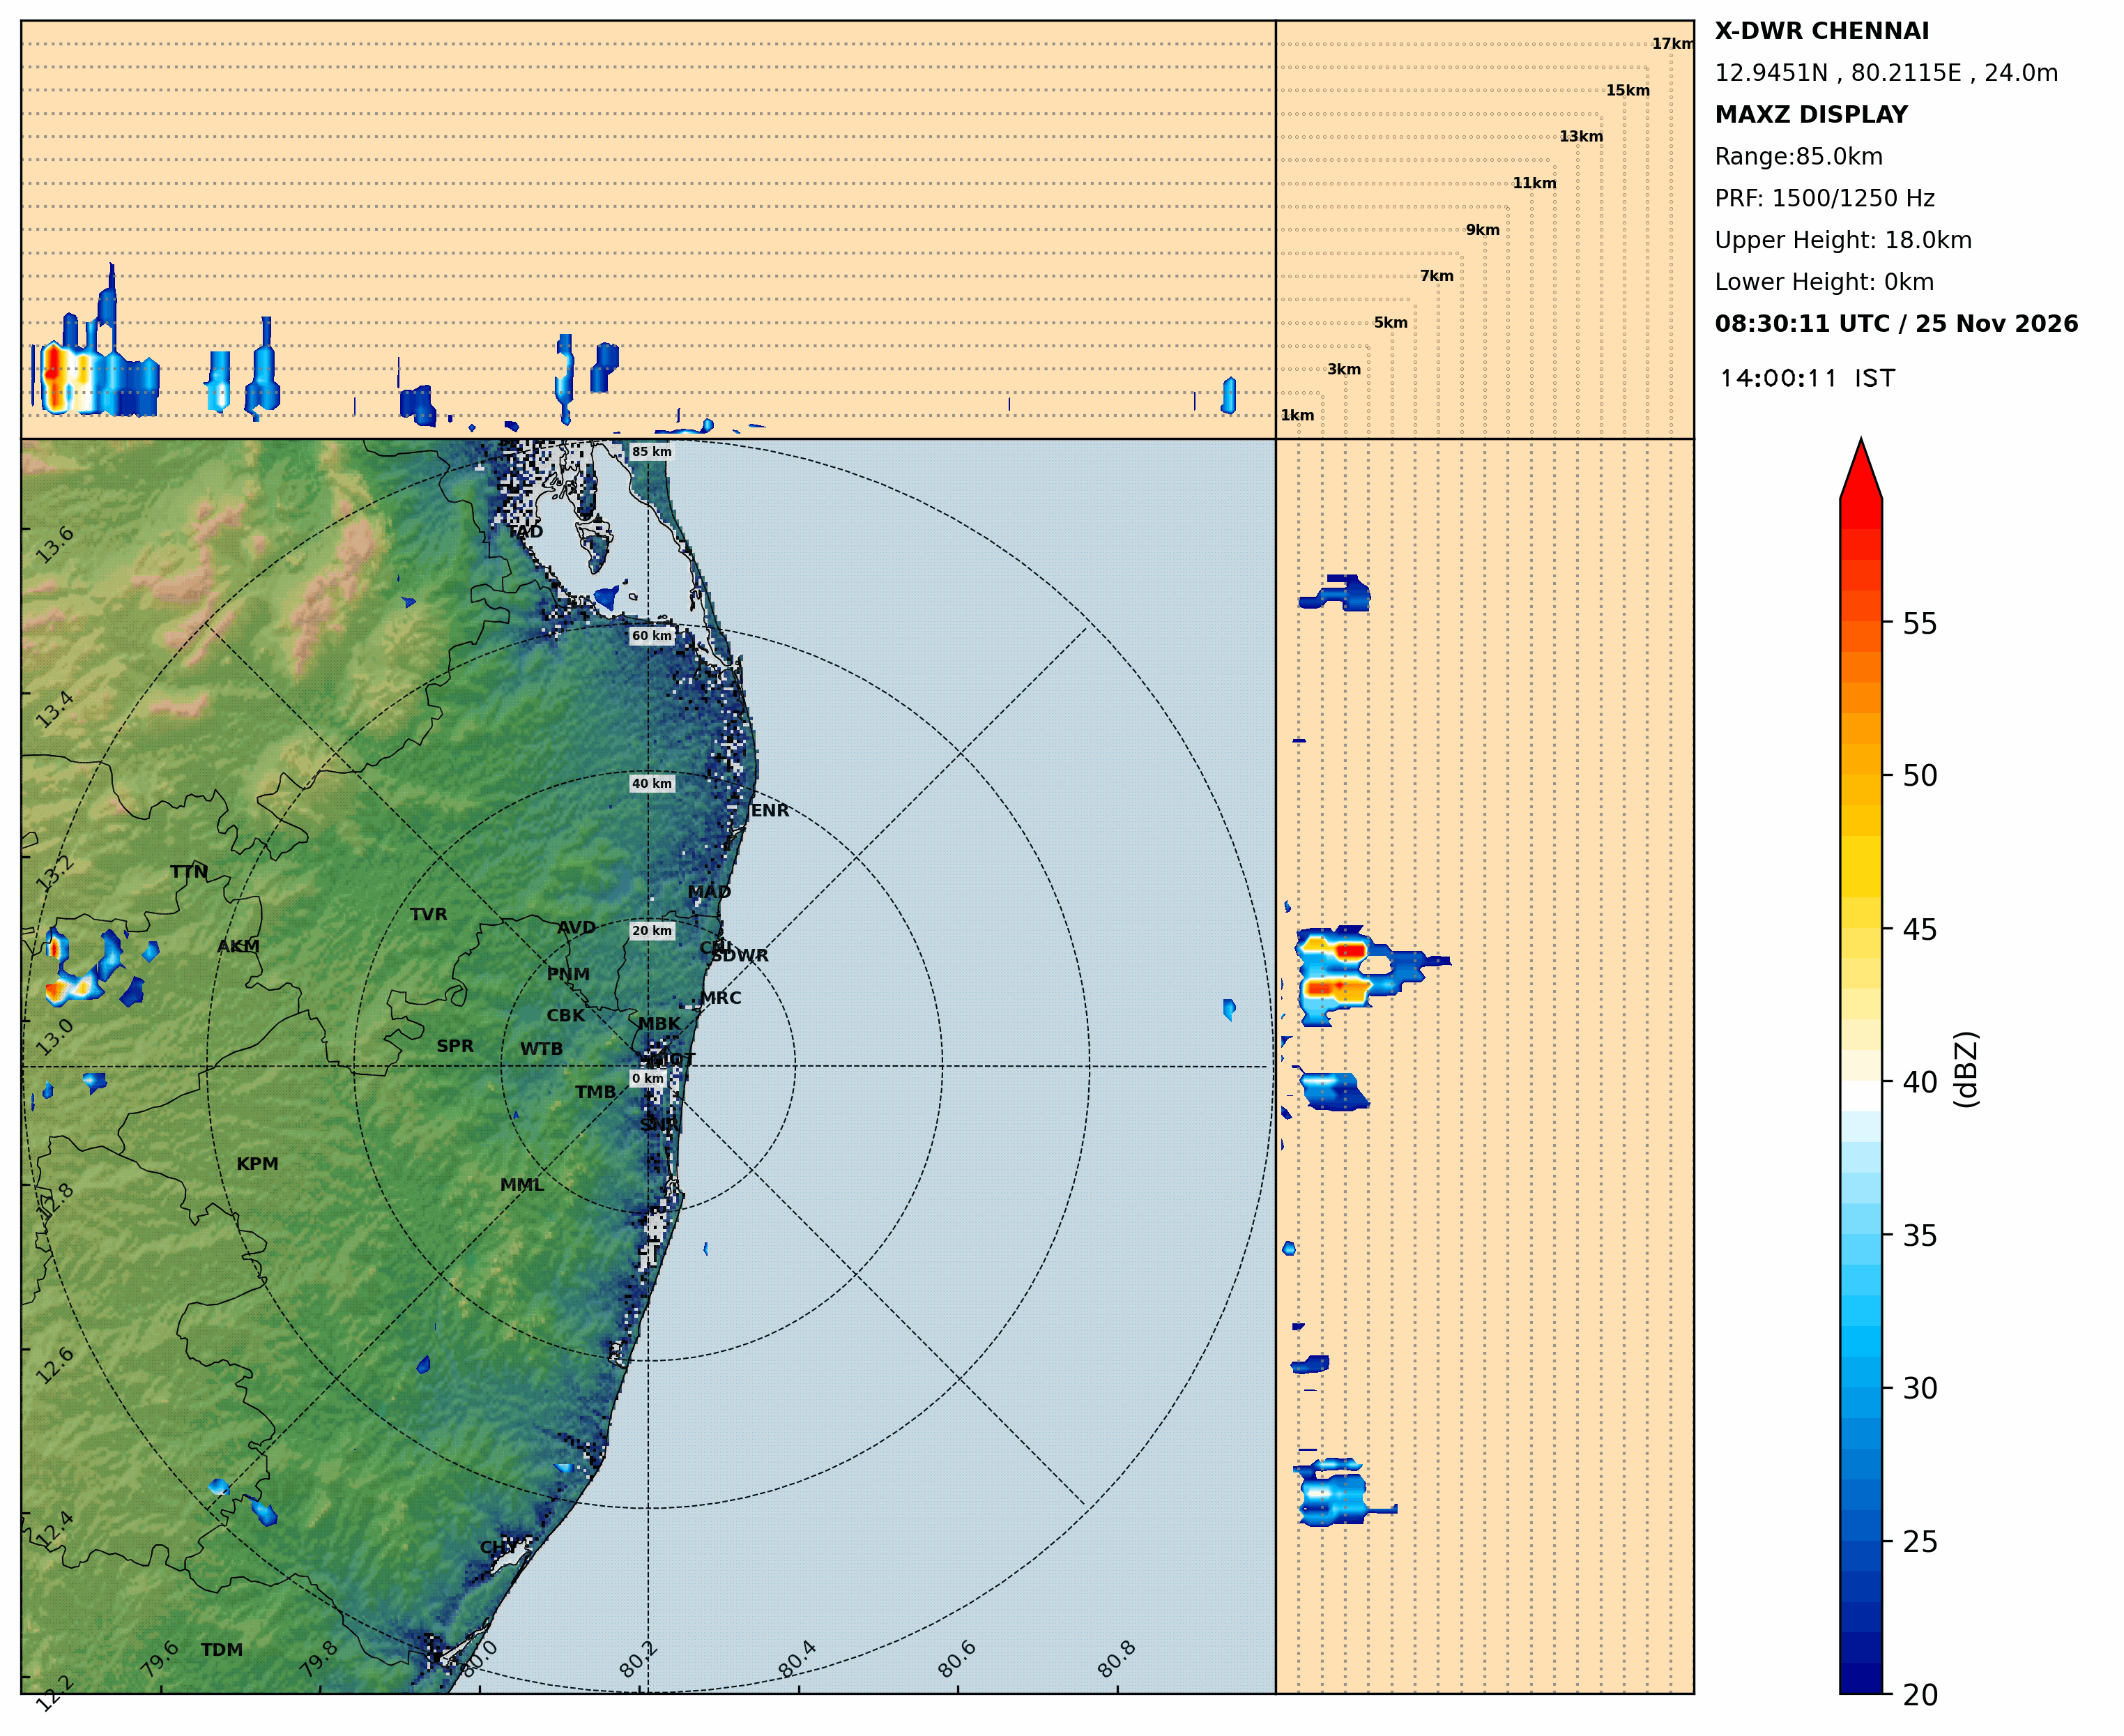 X-DWR CHENNAI
12.9451N , 80.2115E , 24.0m
MAXZ DISPLAY
Range:85.0km
PRF: 1500/1250 Hz
Upper Height: 18.0km
Lower Height: 0km
08:30:11 UTC / 25 Nov 2026
14:00:11 IST
17km
15km
13km
11km
9km
7km
5km
3km
1km
85 km
60 km
40 km
20 km
0 km
TAD
ENR
TTN
MAD
TVR
AVD
AKM
SDWR
PNM
MRC
CBK
MBK
SPR
WTB
TMB
SNR
KPM
MML
CHY
TDM
13.6
13.4
13.2
13.0
12.8
12.6
12.4
12.2
79.6
79.8
80.0
80.2
80.4
80.6
80.8
55
50
45
40
35
30
25
20
(dBZ)